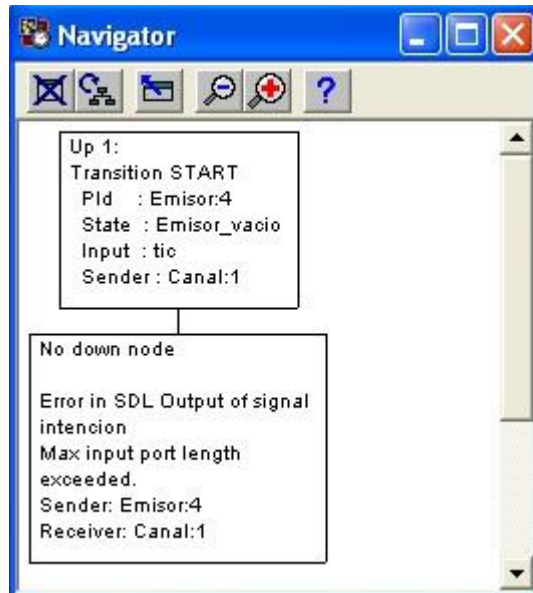 Navigator
?
Up 1:
Transition START
PId : Emisor:4
State : Emisor_vacio
Input : tic
Sender : Canal:1
No down node
Error in SDL Output of signal
intencion
Max input port length
exceeded.
Sender: Emisor:4
Receiver: Canal:1